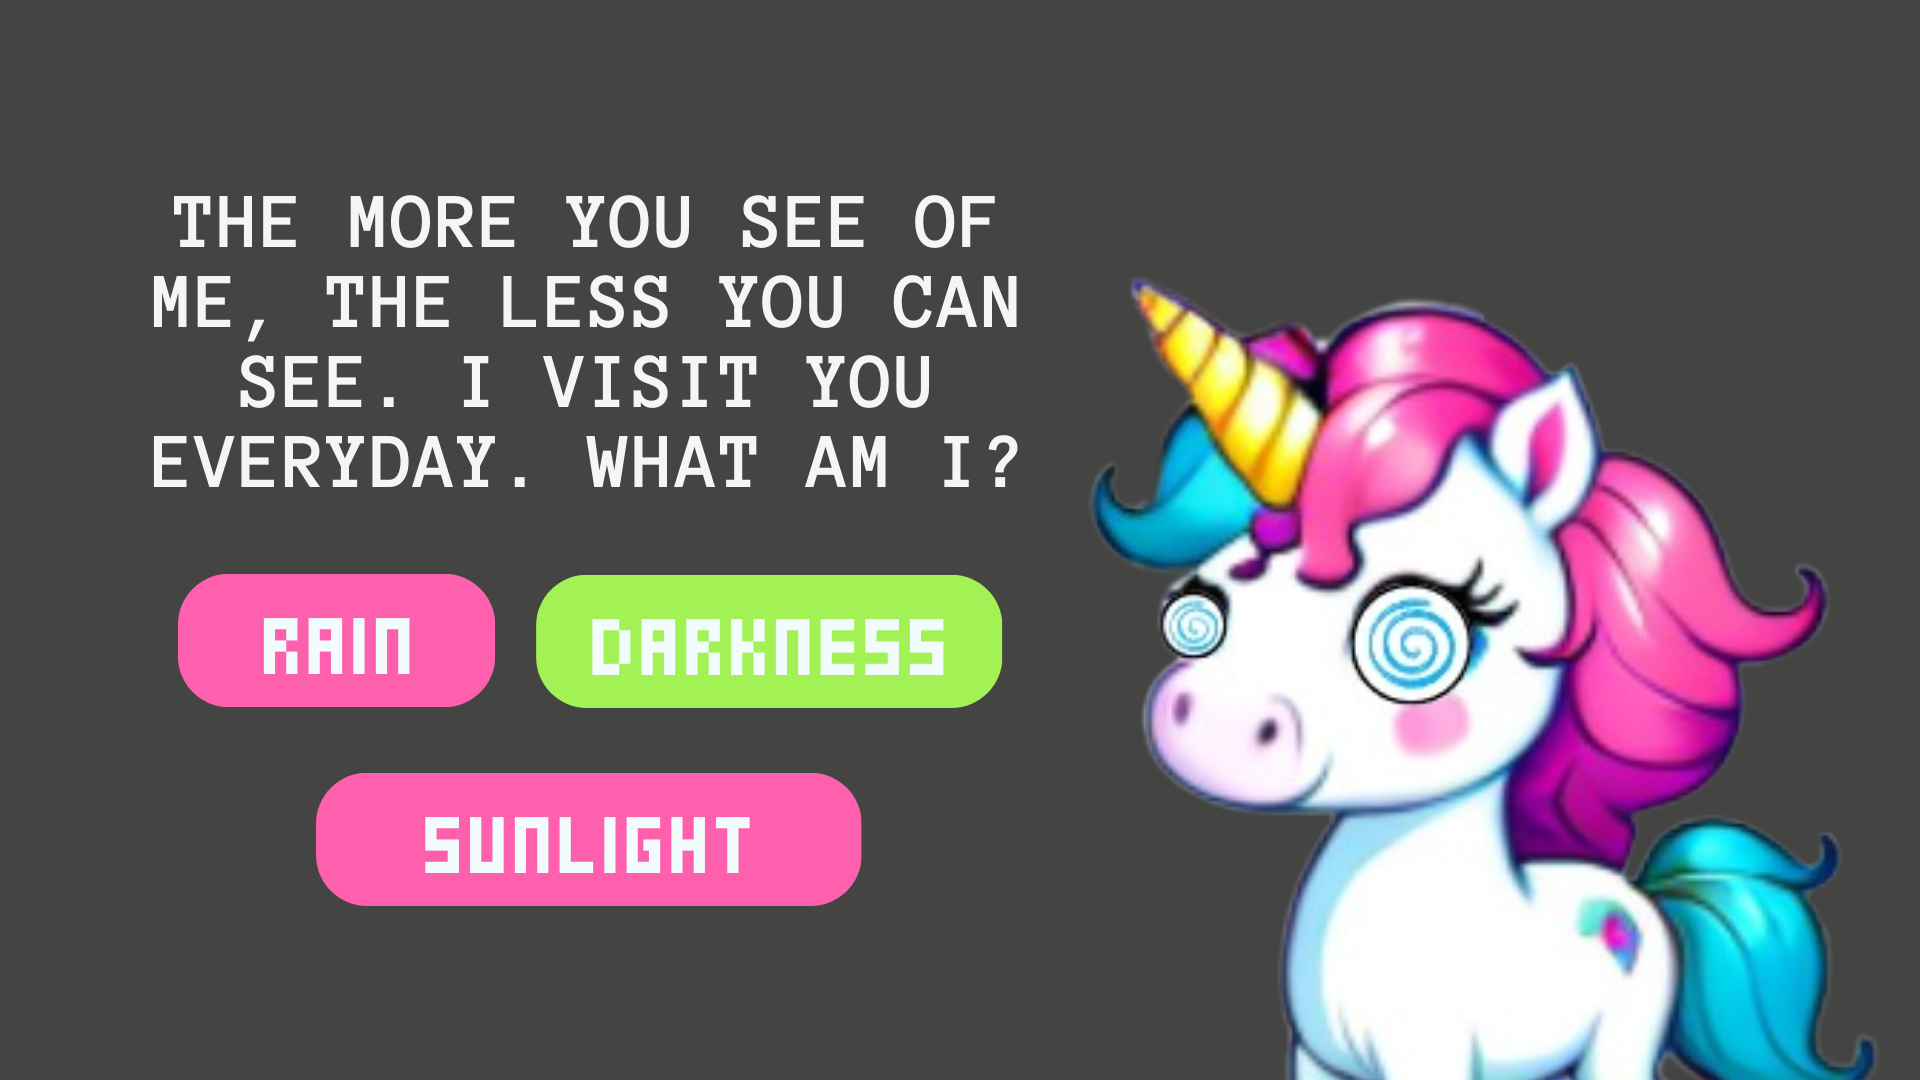 THE MORE YOU SEE OF
ME, THE LESS YOU CAN
SEE. I VISIT YOU
EVERYDAY. WHAT AM I?
RAIN
DARKNESS
SUNLIGHT